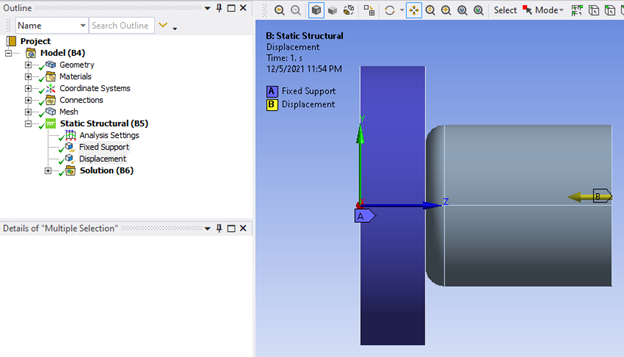 Outline
Name
Search Outline
Project
Model (B4)
Geometry
Materials
Coordinate Systems
Connections
Mesh
Static Structural (B5)
Analysis Settings
Fixed Support
Displacement
Solution (B6)
Details of "Multiple Selection"
Select Mode
B: Static Structural
Displacement
Time: 1. s
12/5/2021 11:54 PM
A Fixed Support
B Displacement
Y
B
Z
A